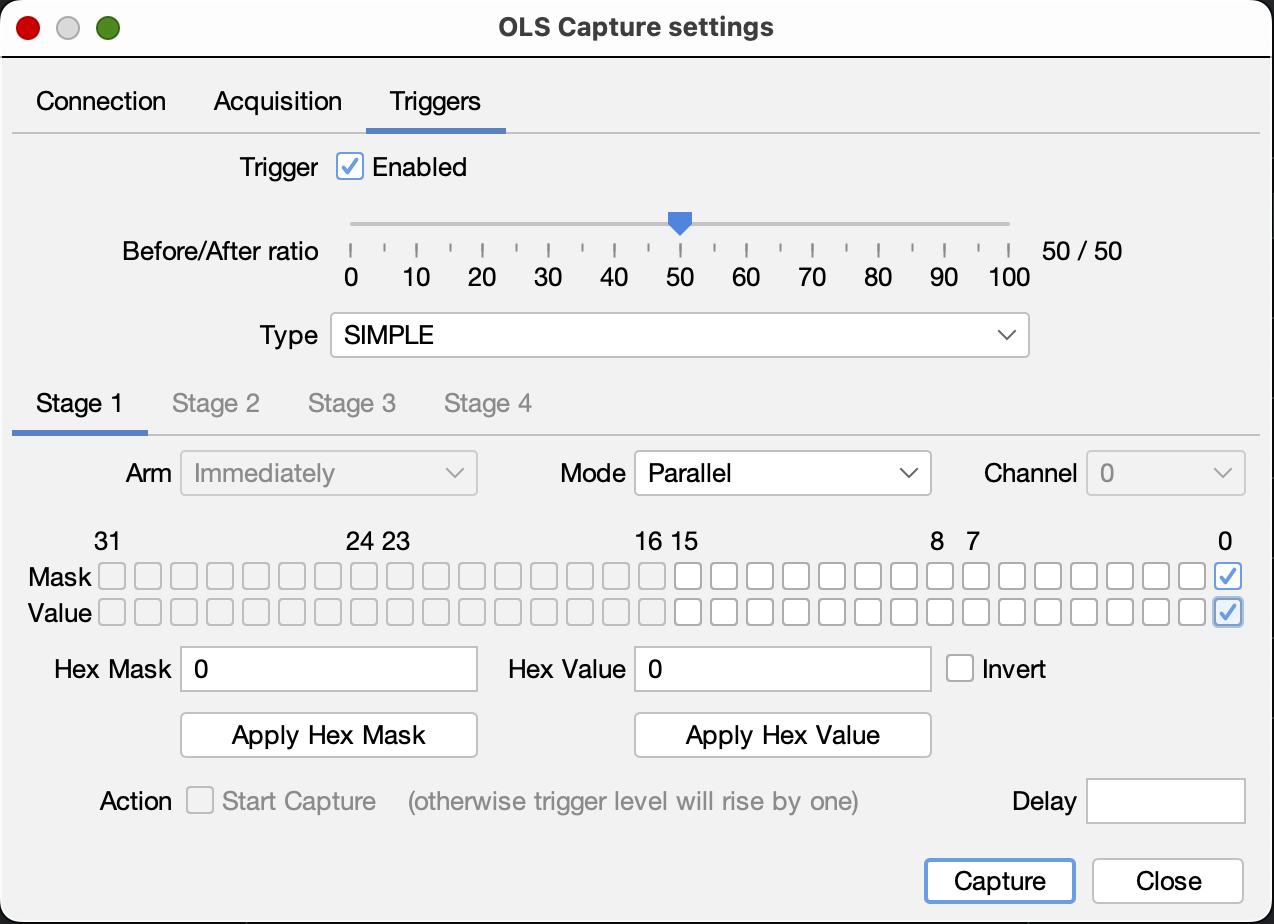 OLS Capture settings
Connection Acquisition Triggers
Trigger Enabled
Before/After ratio 50 / 50
0 10 20 30 40 50 60 70 80 90 100
Type SIMPLE
Stage 1 Stage 2 Stage 3 Stage 4
Arm Immediately Mode Parallel Channel 0
31 24 23 16 15 8 7 0
Mask
Value
Hex Mask 0 Hex Value 0 Invert
Apply Hex Mask Apply Hex Value
Action Start Capture (otherwise trigger level will rise by one) Delay
Capture Close